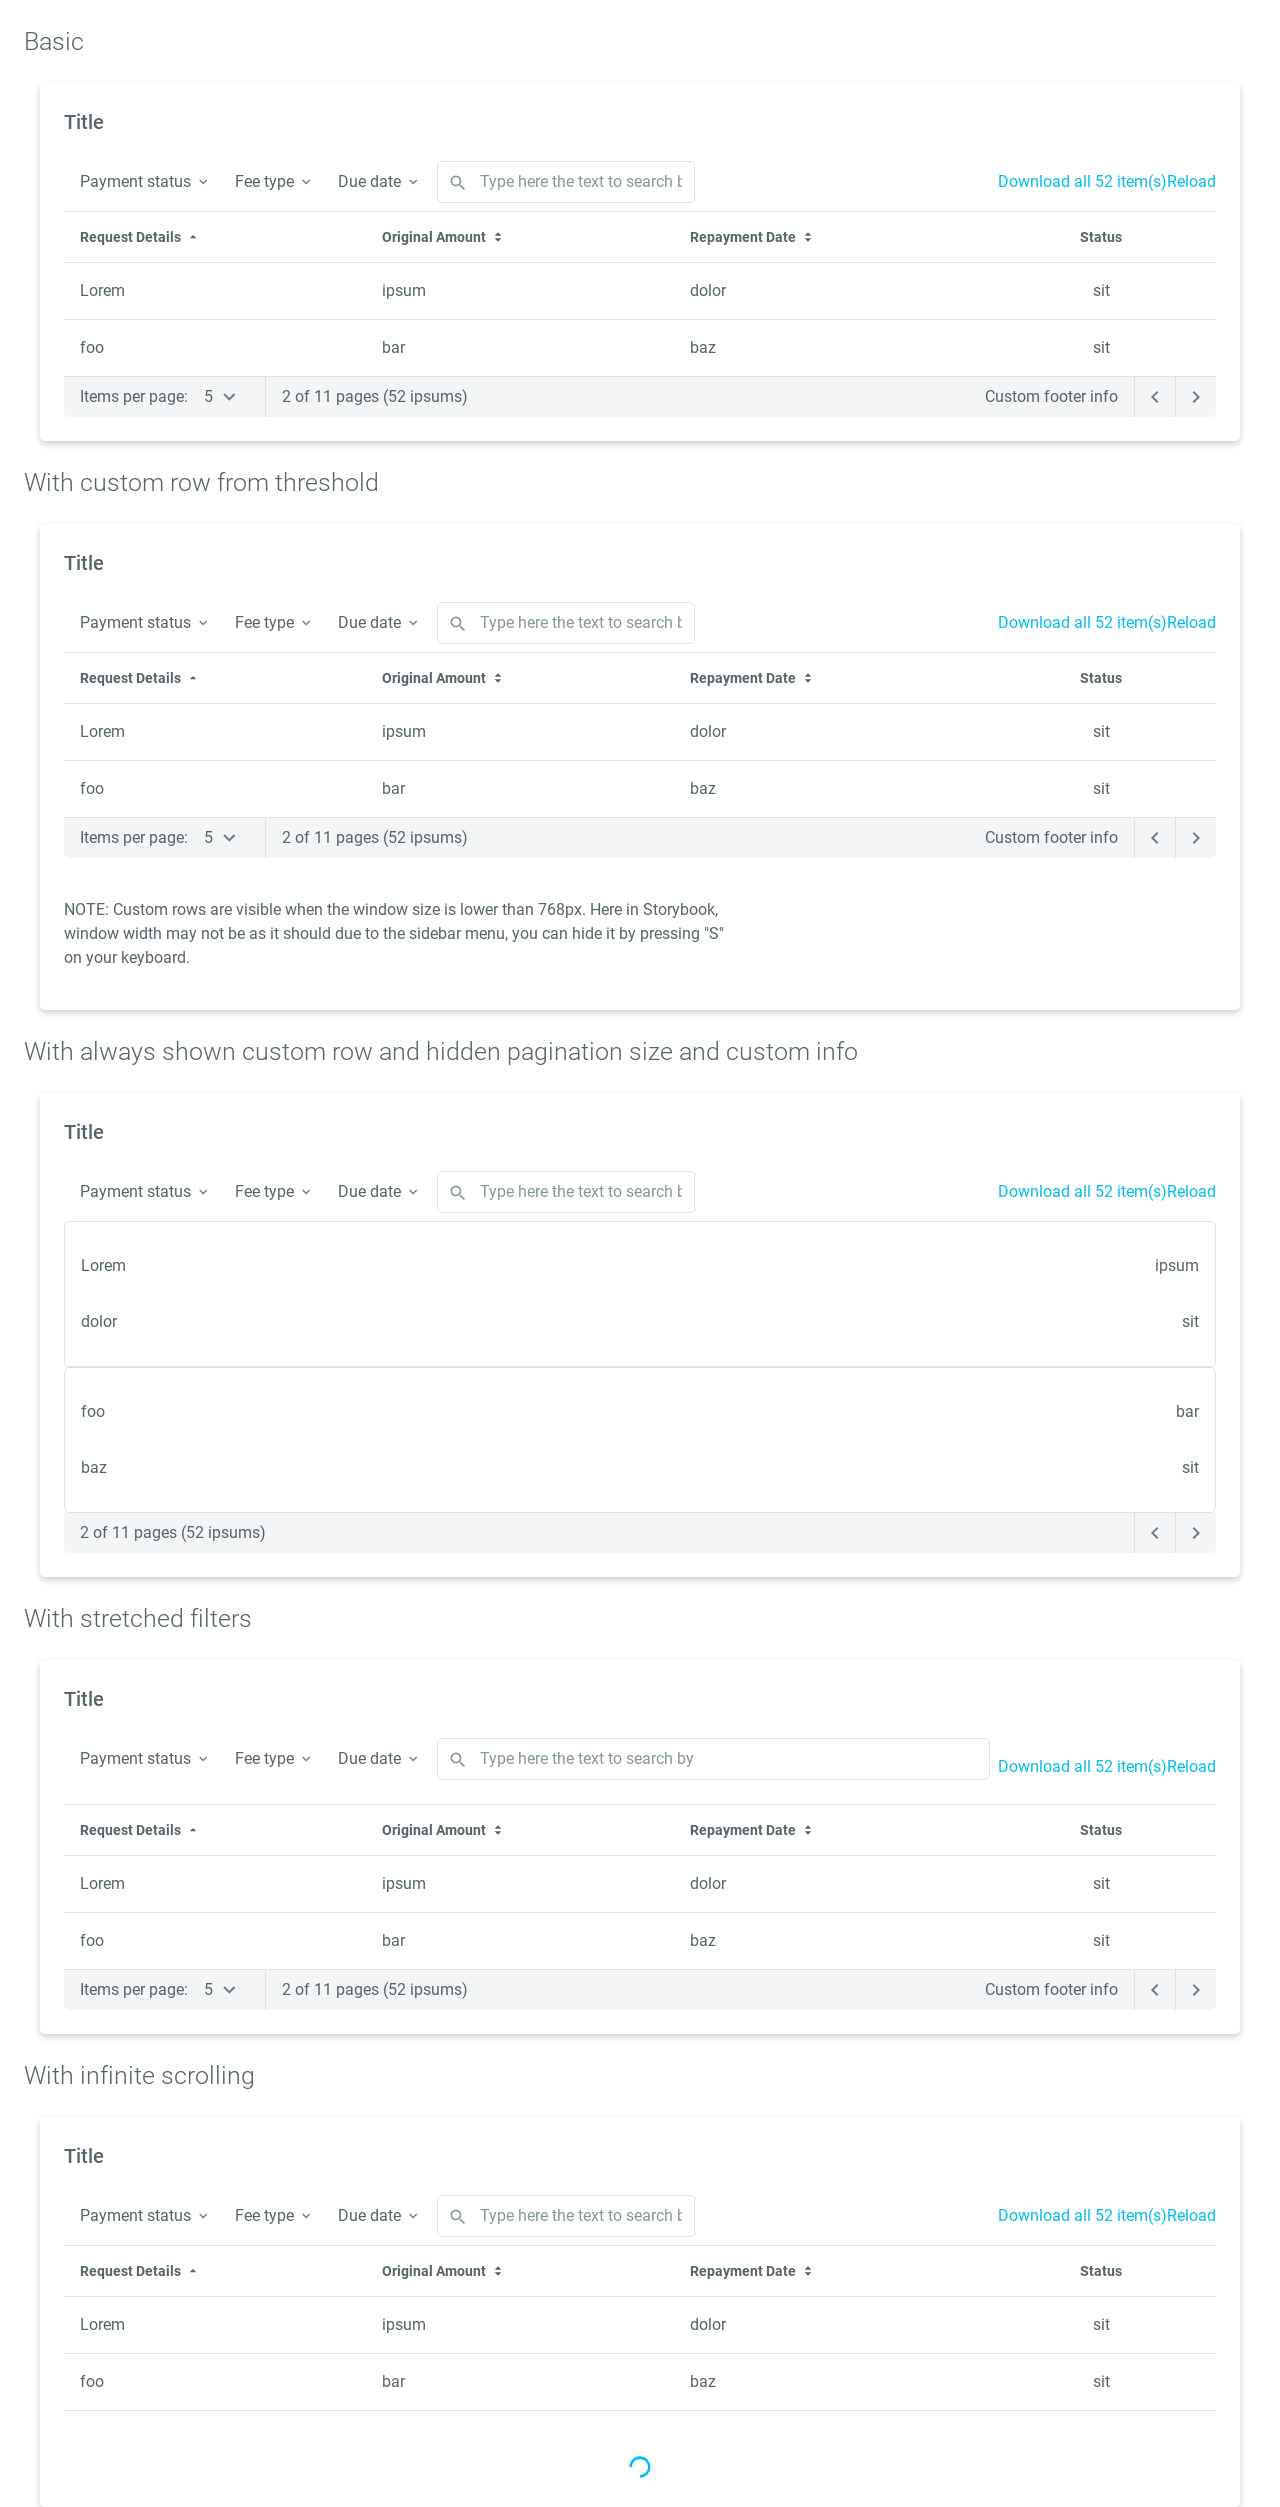 Basic
Title
Payment status Fee type Due date Type here the text to search b Download all 52 item(s)Reload
Request Details Original Amount Repayment Date Status
Lorem ipsum dolor sit
foo bar baz sit
Items per page: 5 2 of 11 pages (52 ipsums) Custom footer info
With custom row from threshold
Title
Payment status Fee type Due date Type here the text to search b Download all 52 item(s)Reload
Request Details Original Amount Repayment Date Status
Lorem ipsum dolor sit
foo bar baz sit
Items per page: 5 2 of 11 pages (52 ipsums) Custom footer info
NOTE: Custom rows are visible when the window size is lower than 768px. Here in Storybook,
window width may not be as it should due to the sidebar menu, you can hide it by pressing "S"
on your keyboard.
With always shown custom row and hidden pagination size and custom info
Title
Payment status Fee type Due date Type here the text to search b Download all 52 item(s)Reload
Lorem ipsum
dolor sit
foo bar
baz sit
2 of 11 pages (52 ipsums)
With stretched filters
Title
Payment status Fee type Due date Type here the text to search by Download all 52 item(s)Reload
Request Details Original Amount Repayment Date Status
Lorem ipsum dolor sit
foo bar baz sit
Items per page: 5 2 of 11 pages (52 ipsums) Custom footer info
With infinite scrolling
Title
Payment status Fee type Due date Type here the text to search b Download all 52 item(s)Reload
Request Details Original Amount Repayment Date Status
Lorem ipsum dolor sit
foo bar baz sit